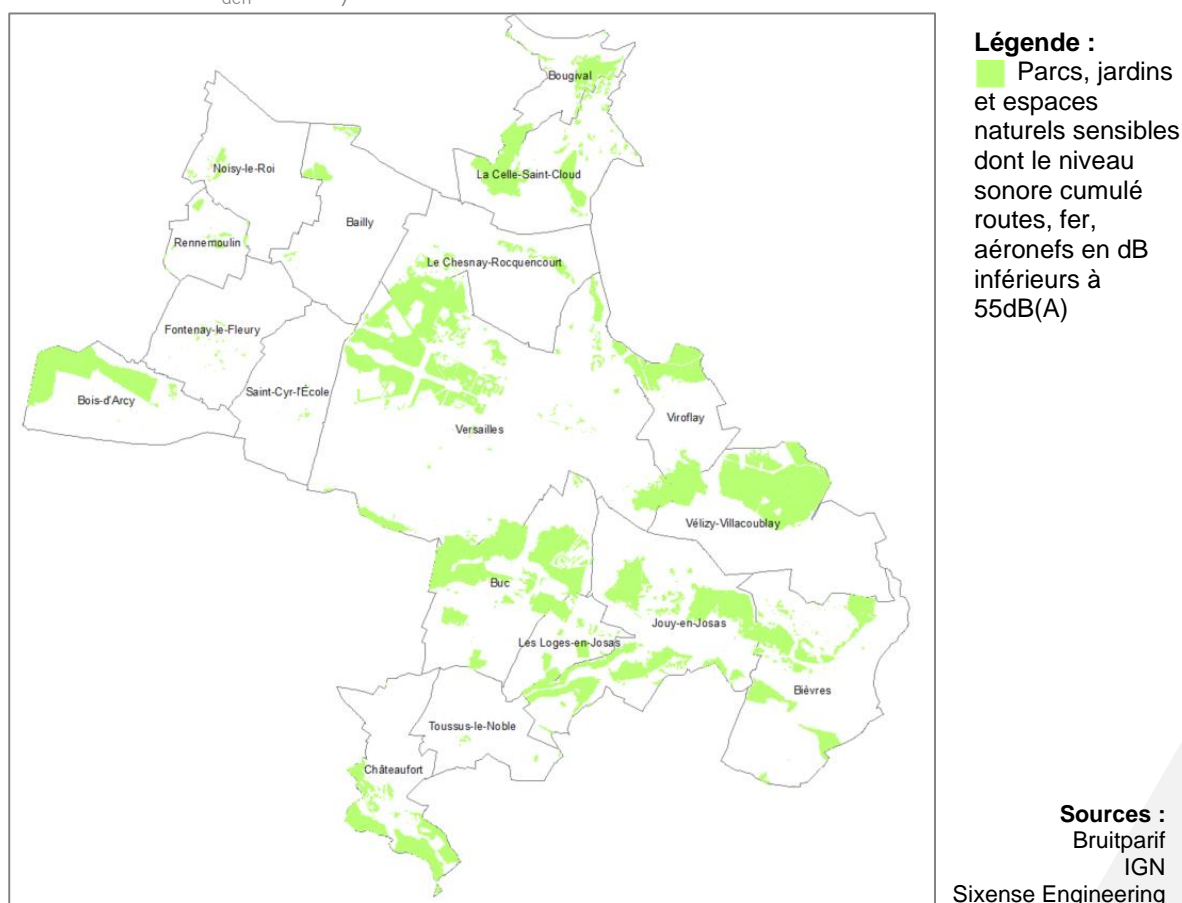 den
Bougival
Noisy-le-Roi
La Celle-Saint-Cloud
Bailly
Rennemoulin
Le Chesnay-Rocquencourt
Fontenay-le-Fleury
Saint-Cyr-l'École
Bois-d'Arcy
Viroflay
Versailles
Vélizy-Villacoublay
Buc
Jouy-en-Josas
Les Loges-en-Josas
Bièvres
Toussus-le-Noble
Châteaufort
Légende :
Parcs, jardins
et espaces
naturels sensibles
dont le niveau
sonore cumulé
routes, fer,
aéronefs en dB
inférieurs à
55dB(A)
Sources :
Bruitparif
IGN
Sixense Engineering